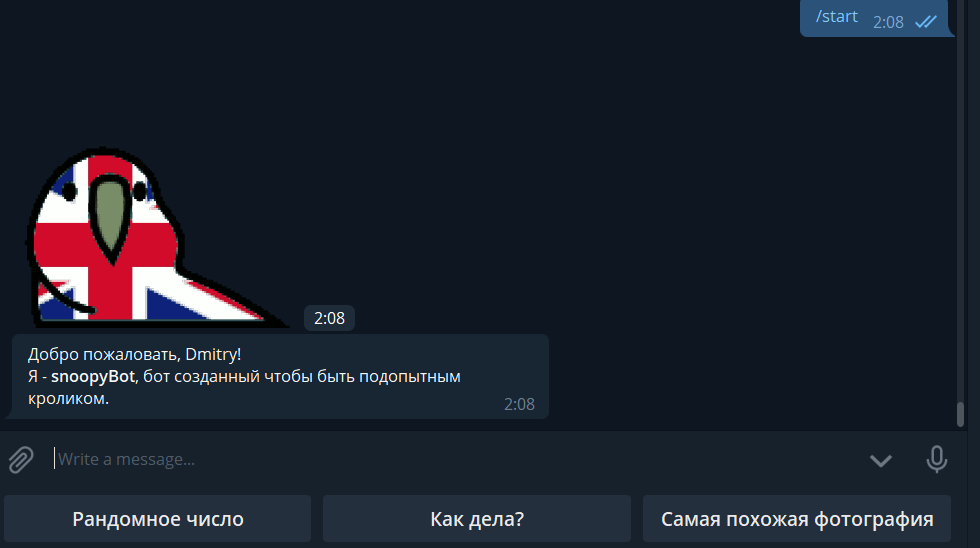 /start 2:08
2:08
Добро пожаловать, Dmitry!
Я - snoopyBot, бот созданный чтобы быть подопытным
кроликом.
2:08
Write a message...
Рандомное число
Как дела?
Самая похожая фотография